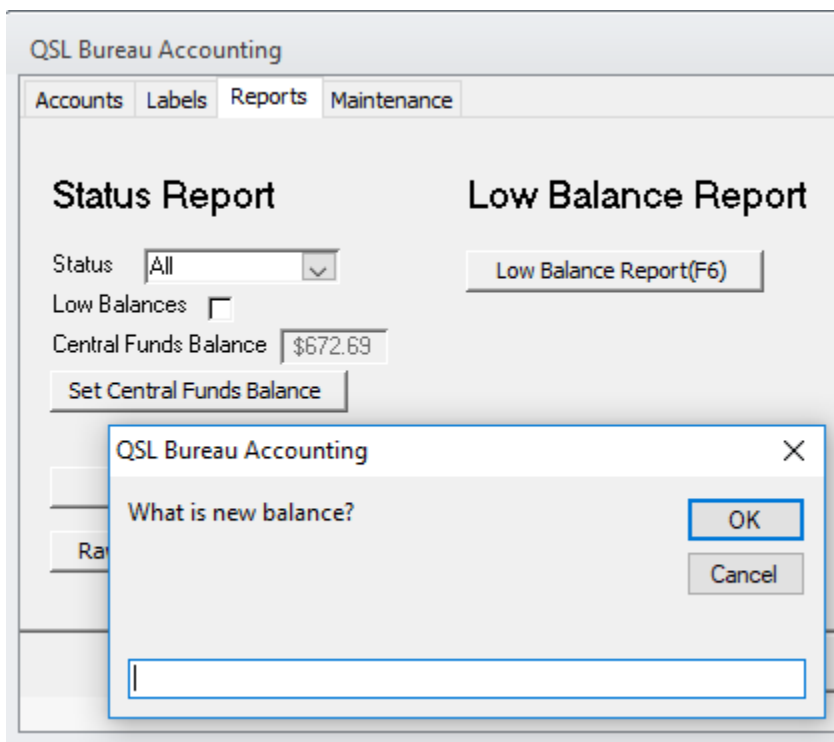 QSL Bureau Accounting
Accounts Labels Reports Maintenance
Status Report
Low Balance Report
Status All
Low Balance Report(F6)
Low Balances
Central Funds Balance $672.69
Set Central Funds Balance
QSL Bureau Accounting
What is new balance?
OK
Cancel